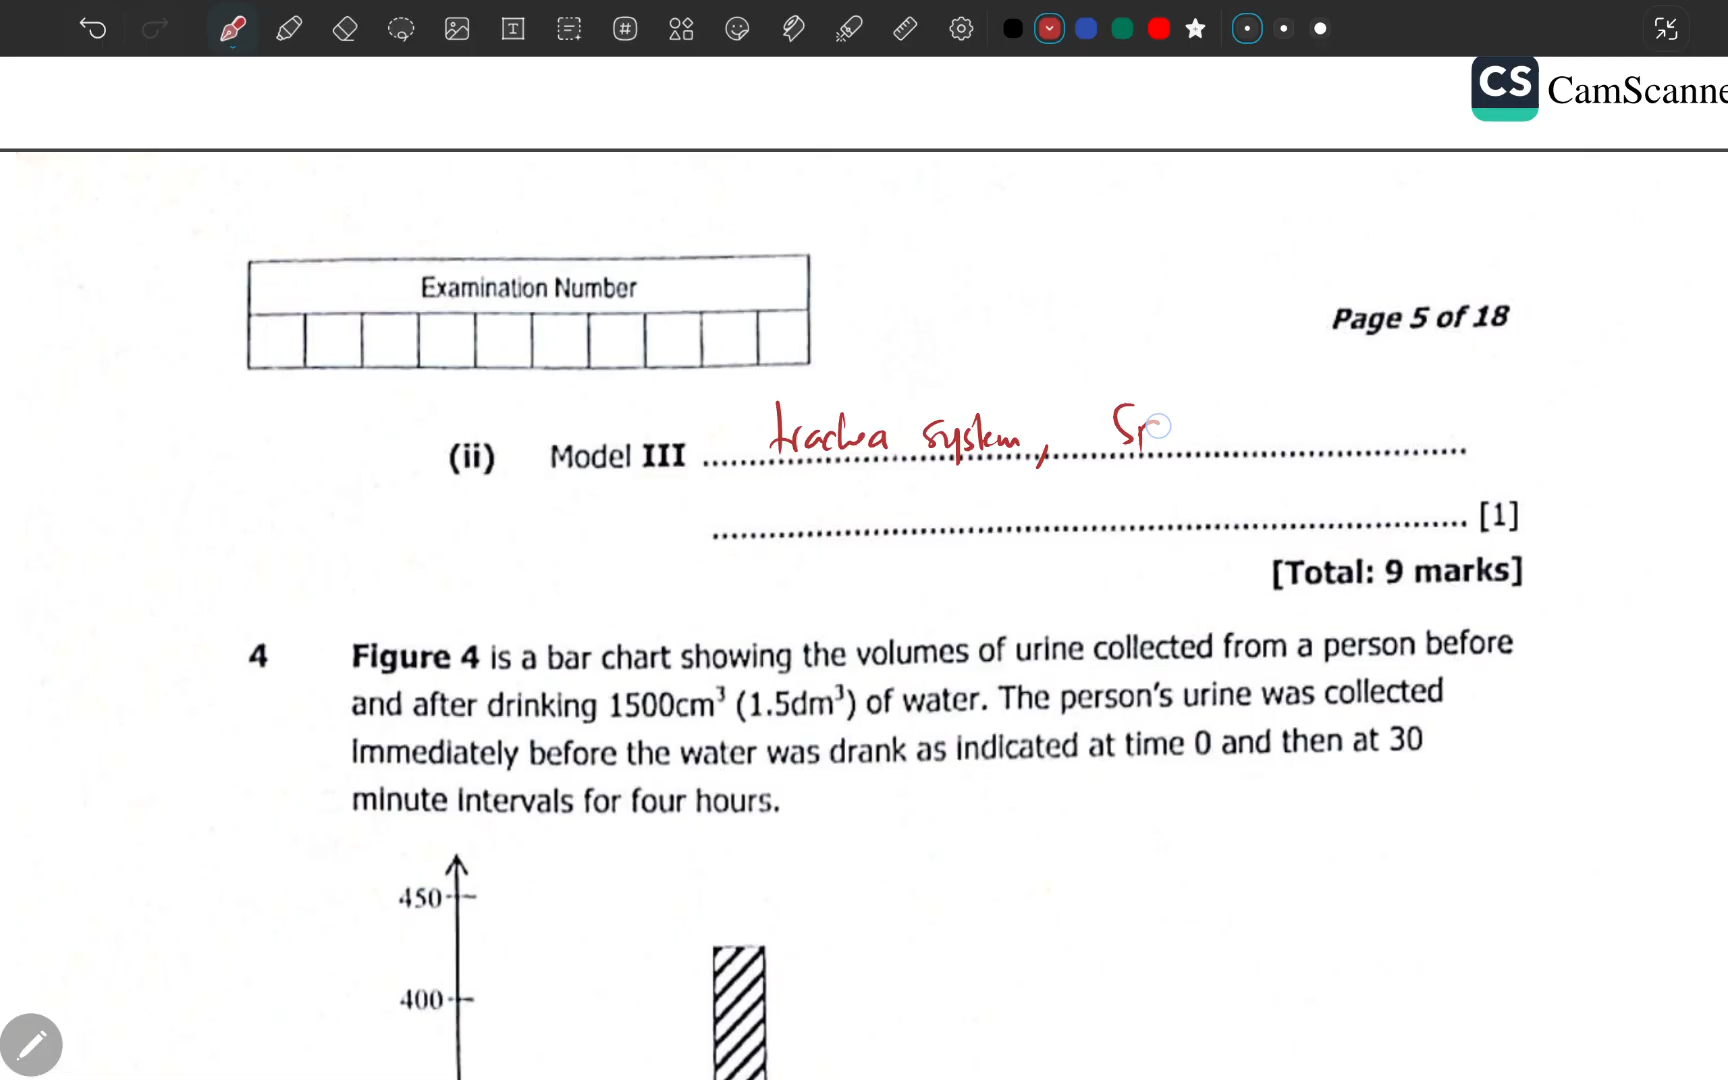 CS CamScanne
Examination Number
Page 5 of 18
trachea system, Sp
(ii) Model III ........................................................
........................................................ [1]
[Total: 9 marks]
4 Figure 4 is a bar chart showing the volumes of urine collected from a person before
and after drinking 1500cm³ (1.5dm³) of water. The person's urine was collected
Immediately before the water was drank as indicated at time 0 and then at 30
minute intervals for four hours.
450
400